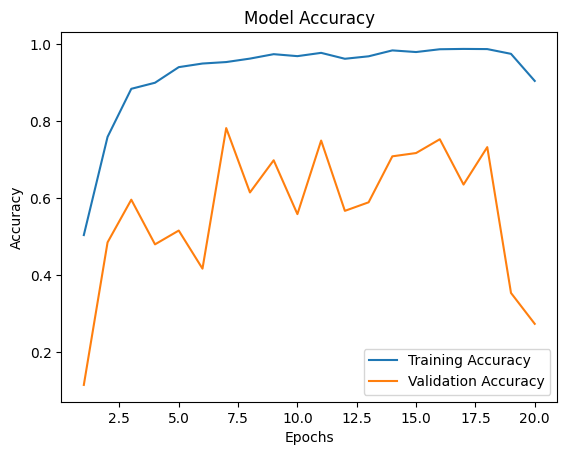 Model Accuracy
1.0
0.8
0.6
0.4
0.2
Accuracy
Training Accuracy
Validation Accuracy
2.5 5.0 7.5 10.0 12.5 15.0 17.5 20.0
Epochs